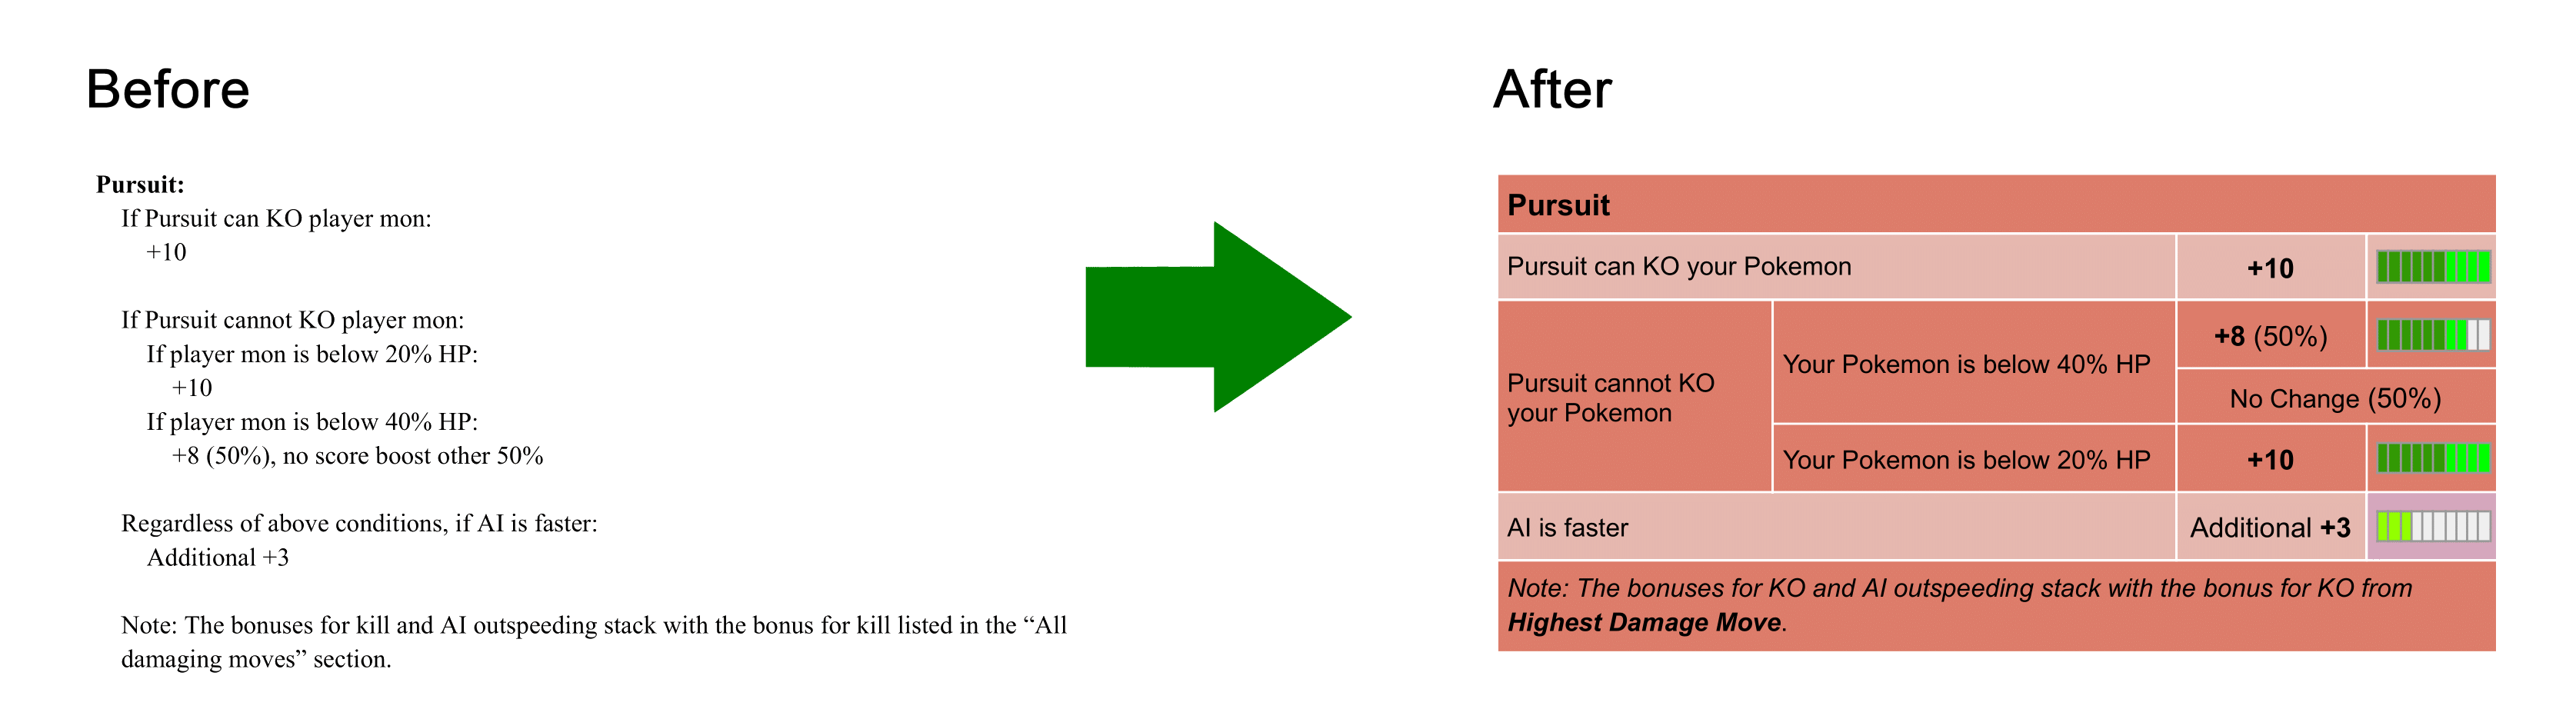 Before
Pursuit:
If Pursuit can KO player mon:
+10
If Pursuit cannot KO player mon:
If player mon is below 20% HP:
+10
If player mon is below 40% HP:
+8 (50%), no score boost other 50%
Regardless of above conditions, if AI is faster:
Additional +3
Note: The bonuses for kill and AI outspeeding stack with the bonus for kill listed in the “All
damaging moves” section.
After
Pursuit
Pursuit can KO your Pokemon
+10
Pursuit cannot KO
your Pokemon
Your Pokemon is below 40% HP
+8 (50%)
No Change (50%)
Your Pokemon is below 20% HP
+10
AI is faster
Additional +3
Note: The bonuses for KO and AI outspeeding stack with the bonus for KO from
Highest Damage Move.